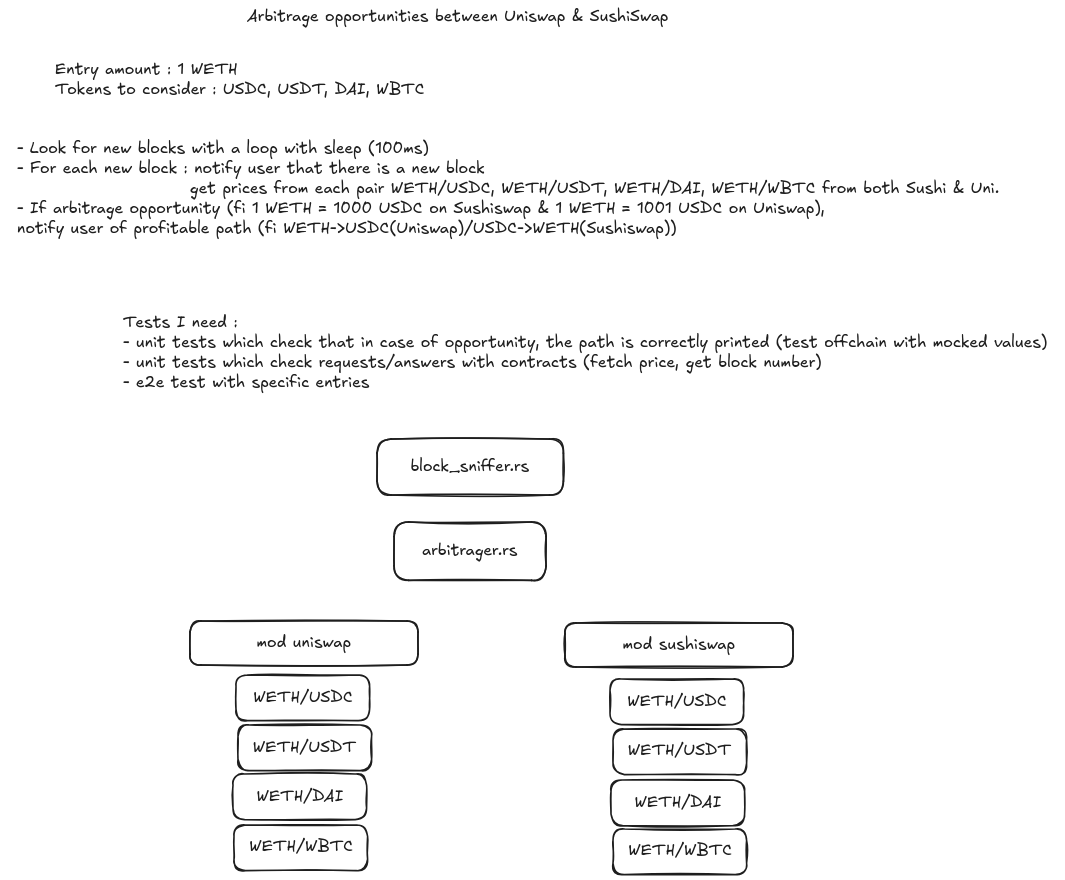 Arbitrage opportunities between Uniswap & SushiSwap
Entry amount : 1 WETH
Tokens to consider : USDC, USDT, DAI, WBTC
- Look for new blocks with a loop with sleep (100ms)
- For each new block : notify user that there is a new block
get prices from each pair WETH/USDC, WETH/USDT, WETH/DAI, WETH/WBTC from both Sushi & Uni.
- If arbitrage opportunity (fi 1 WETH = 1000 USDC on Sushiswap & 1 WETH = 1001 USDC on Uniswap),
notify user of profitable path (fi WETH->USDC(Uniswap)/USDC->WETH(Sushiswap))
Tests I need :
- unit tests which check that in case of opportunity, the path is correctly printed (test offchain with mocked values)
- unit tests which check requests/answers with contracts (fetch price, get block number)
- e2e test with specific entries
block_sniffer.rs
arbitrager.rs
mod uniswap
WETH/USDC
WETH/USDT
WETH/DAI
WETH/WBTC
mod sushiswap
WETH/USDC
WETH/USDT
WETH/DAI
WETH/WBTC